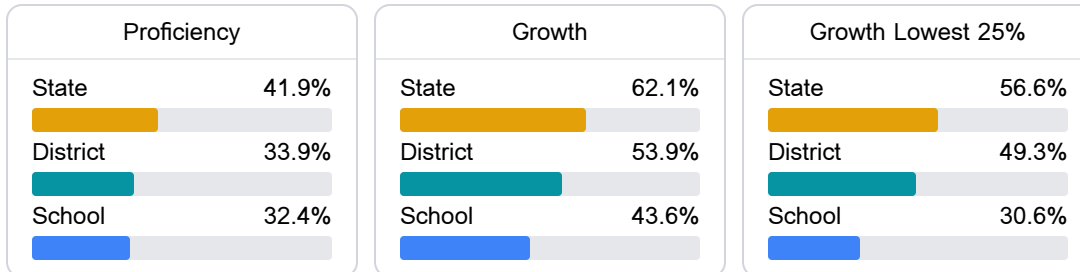 Proficiency
State 41.9%
District 33.9%
School 32.4%
Growth
State 62.1%
District 53.9%
School 43.6%
Growth Lowest 25%
State 56.6%
District 49.3%
School 30.6%